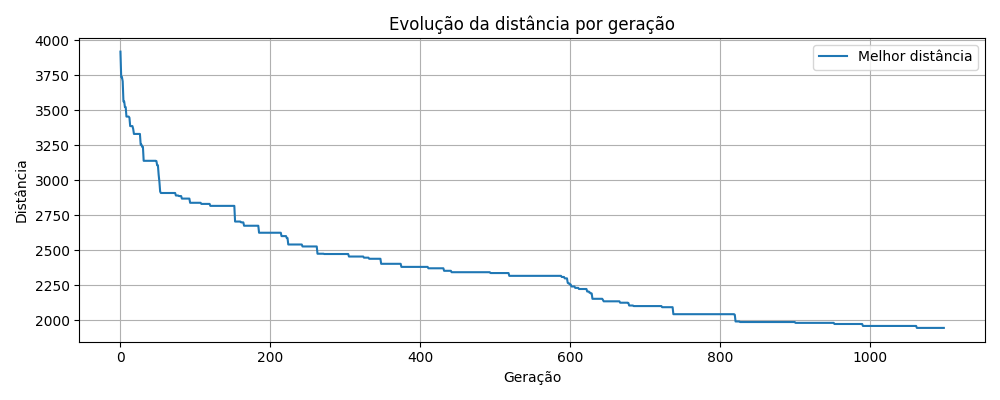 Evolução da distância por geração
Melhor distância
Distância
4000
3750
3500
3250
3000
2750
2500
2250
2000
0 200 400 600 800 1000
Geração